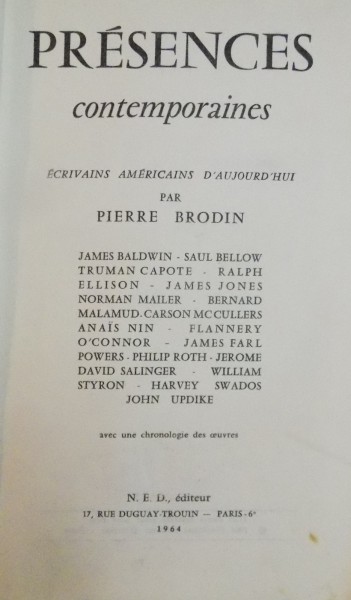 PRÉSENCES
contemporaines
ÉCRIVAINS AMÉRICAINS D'AUJOURD'HUI
PAR
PIERRE BRODIN
JAMES BALDWIN - SAUL BELLOW
TRUMAN CAPOTE - RALPH
ELLISON - JAMES JONES
NORMAN MAILER - BERNARD
MALAMUD-CARSON MC CULLERS
ANAÏS NIN - FLANNERY
O'CONNOR - JAMES FARL
POWERS - PHILIP ROTH - JEROME
DAVID SALINGER - WILLIAM
STYRON - HARVEY SWADOS
JOHN UPDIKE
avec une chronologie des œuvres
N. E. D., éditeur
17, RUE DUGUAY-TROUIN — PARIS-6e
1964